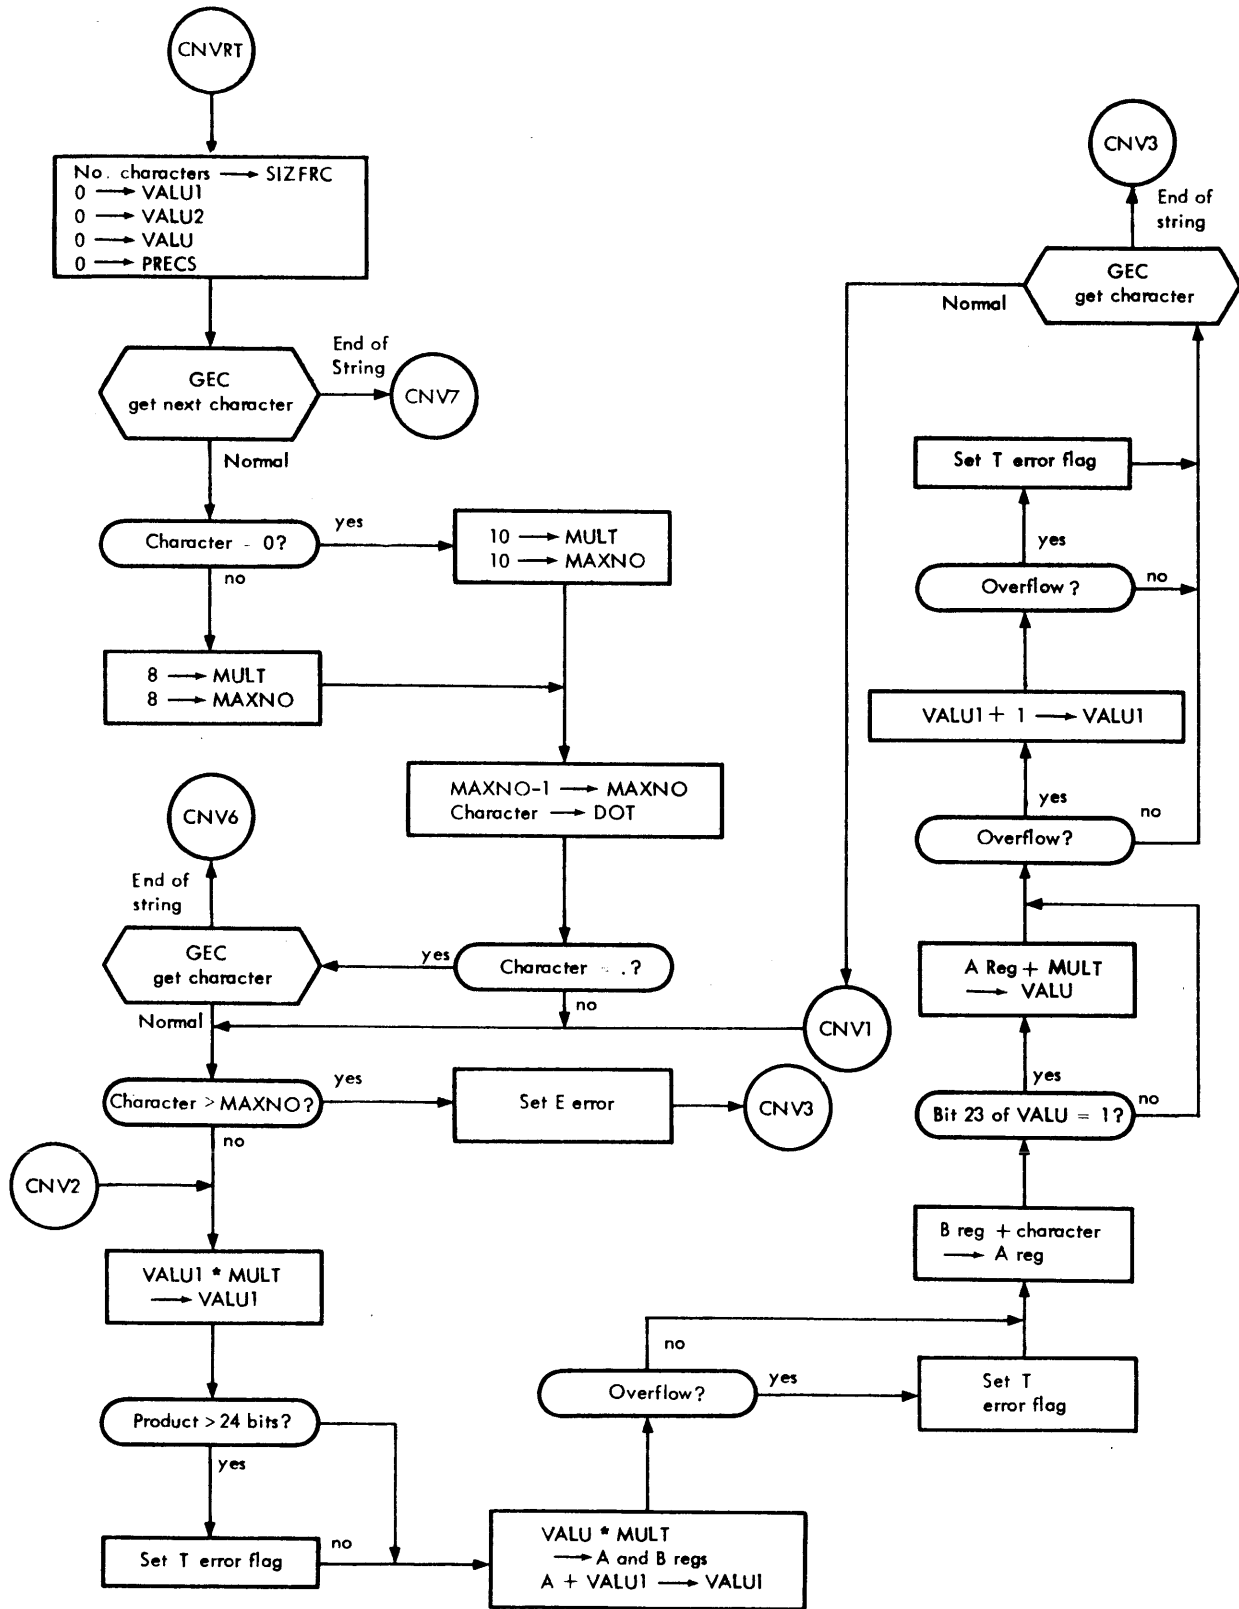 CNVRT
No. characters → SIZFRC
0 → VALU1
0 → VALU2
0 → VALU
0 → PRECS
GEC
get next character
End of
String
CNV7
Normal
Character - 0?
yes
no
10 → MULT
10 → MAXNO
8 → MULT
8 → MAXNO
MAXNO-1 → MAXNO
Character → DOT
CNV6
End of
string
GEC
get character
yes
Character - .?
no
Normal
CNV1
Character > MAXNO?
yes
Set E error
CNV3
no
CNV2
VALU1 * MULT
→ VALU1
Product > 24 bits?
yes
Set T error flag
no
VALU * MULT
→ A and B regs
A + VALU1 → VALU1
Overflow?
no
yes
Set T
error flag
B reg + character
→ A reg
Bit 23 of VALU = 1?
no
yes
A Reg + MULT
→ VALU
Overflow?
no
yes
VALU1 + 1 → VALU1
Overflow?
no
yes
Set T error flag
GEC
get character
Normal
End of
string
CNV3